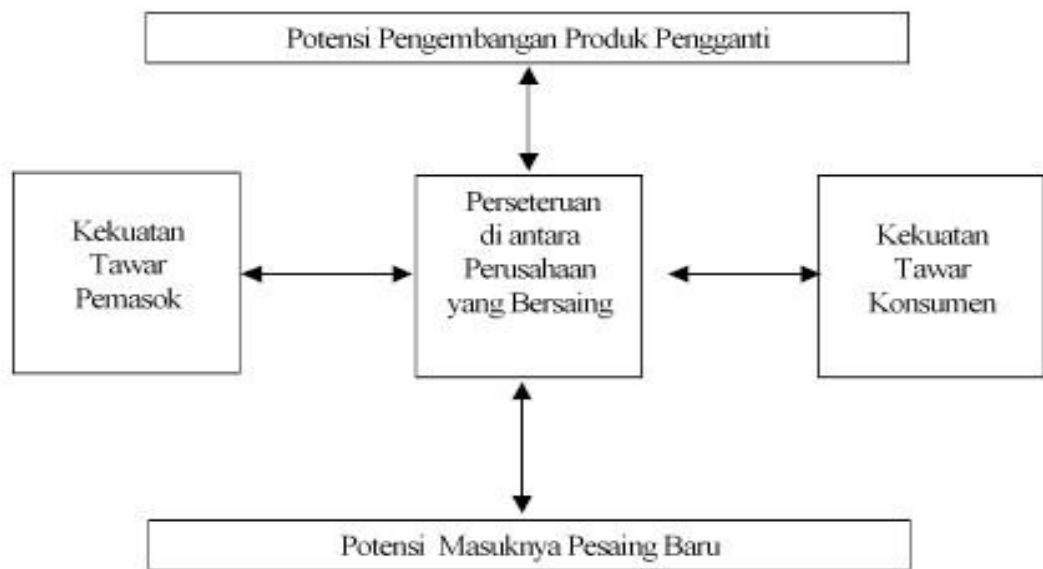 Potensi Pengembangan Produk Pengganti
Kekuatan
Tawar
Pemasok
Perseteruan
di antara
Perusahaan
yang Bersaing
Kekuatan
Tawar
Konsumen
Potensi Masuknya Pesaing Baru